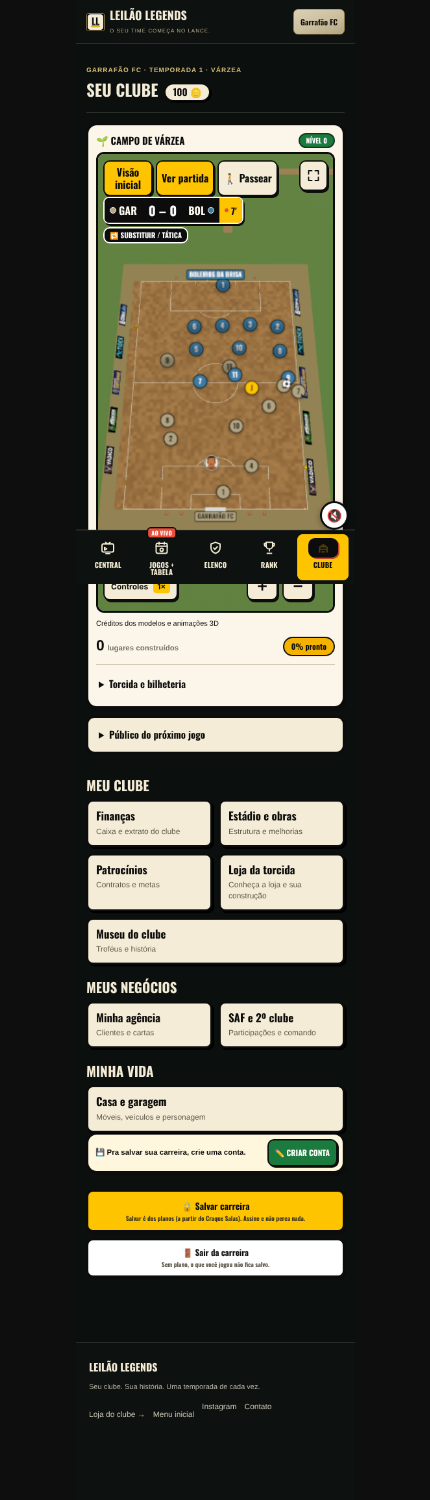 LL
LEILÃO LEGENDS
O SEU TIME COMEÇA NO LANCE.
Garrafão FC
GARRAFÃO FC · TEMPORADA 1 · VÁRZEA
SEU CLUBE
100
CAMPO DE VÁRZEA
NÍVEL 0
Visão inicial
Ver partida
Passear
GAR 0 – 0 BOL
SUBSTITUIR / TÁTICA
BOLEIROS DA BRISA
GARRAFÃO FC
AO VIVO
CENTRAL
JOGOS + TABELA
ELENCO
RANK
CLUBE
Controles 1×
+
−
Créditos dos modelos e animações 3D
0 lugares construídos
0% pronto
Torcida e bilheteria
Público do próximo jogo
MEU CLUBE
Finanças
Caixa e extrato do clube
Estádio e obras
Estrutura e melhorias
Patrocínios
Contratos e metas
Loja da torcida
Conheça a loja e sua
construção
Museu do clube
Troféus e história
MEUS NEGÓCIOS
Minha agência
Clientes e cartas
SAF e 2º clube
Participações e comando
MINHA VIDA
Casa e garagem
Móveis, veículos e personagem
Pra salvar sua carreira, crie uma conta.
CRIAR CONTA
Salvar carreira
Salvar é dos planos (a partir do Craque Salas). Assine e não perca nada.
Sair da carreira
Sem plano, o que você jogou não fica salvo.
LEILÃO LEGENDS
Seu clube. Sua história. Uma temporada de cada vez.
Loja do clube → Menu inicial Instagram Contato